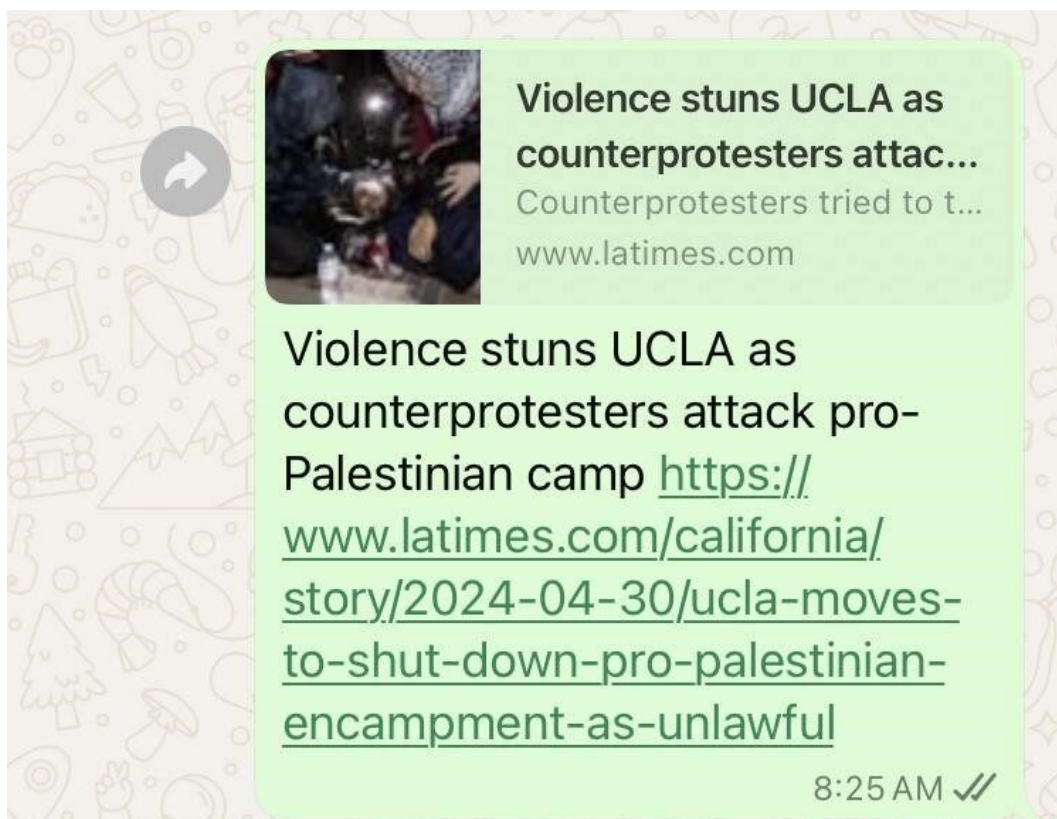 Violence stuns UCLA as
counterprotesters attac...
Counterprotesters tried to t...
www.latimes.com
Violence stuns UCLA as
counterprotesters attack pro-
Palestinian camp https://
www.latimes.com/california/
story/2024-04-30/ucla-moves-
to-shut-down-pro-palestinian-
encampment-as-unlawful
8:25 AM